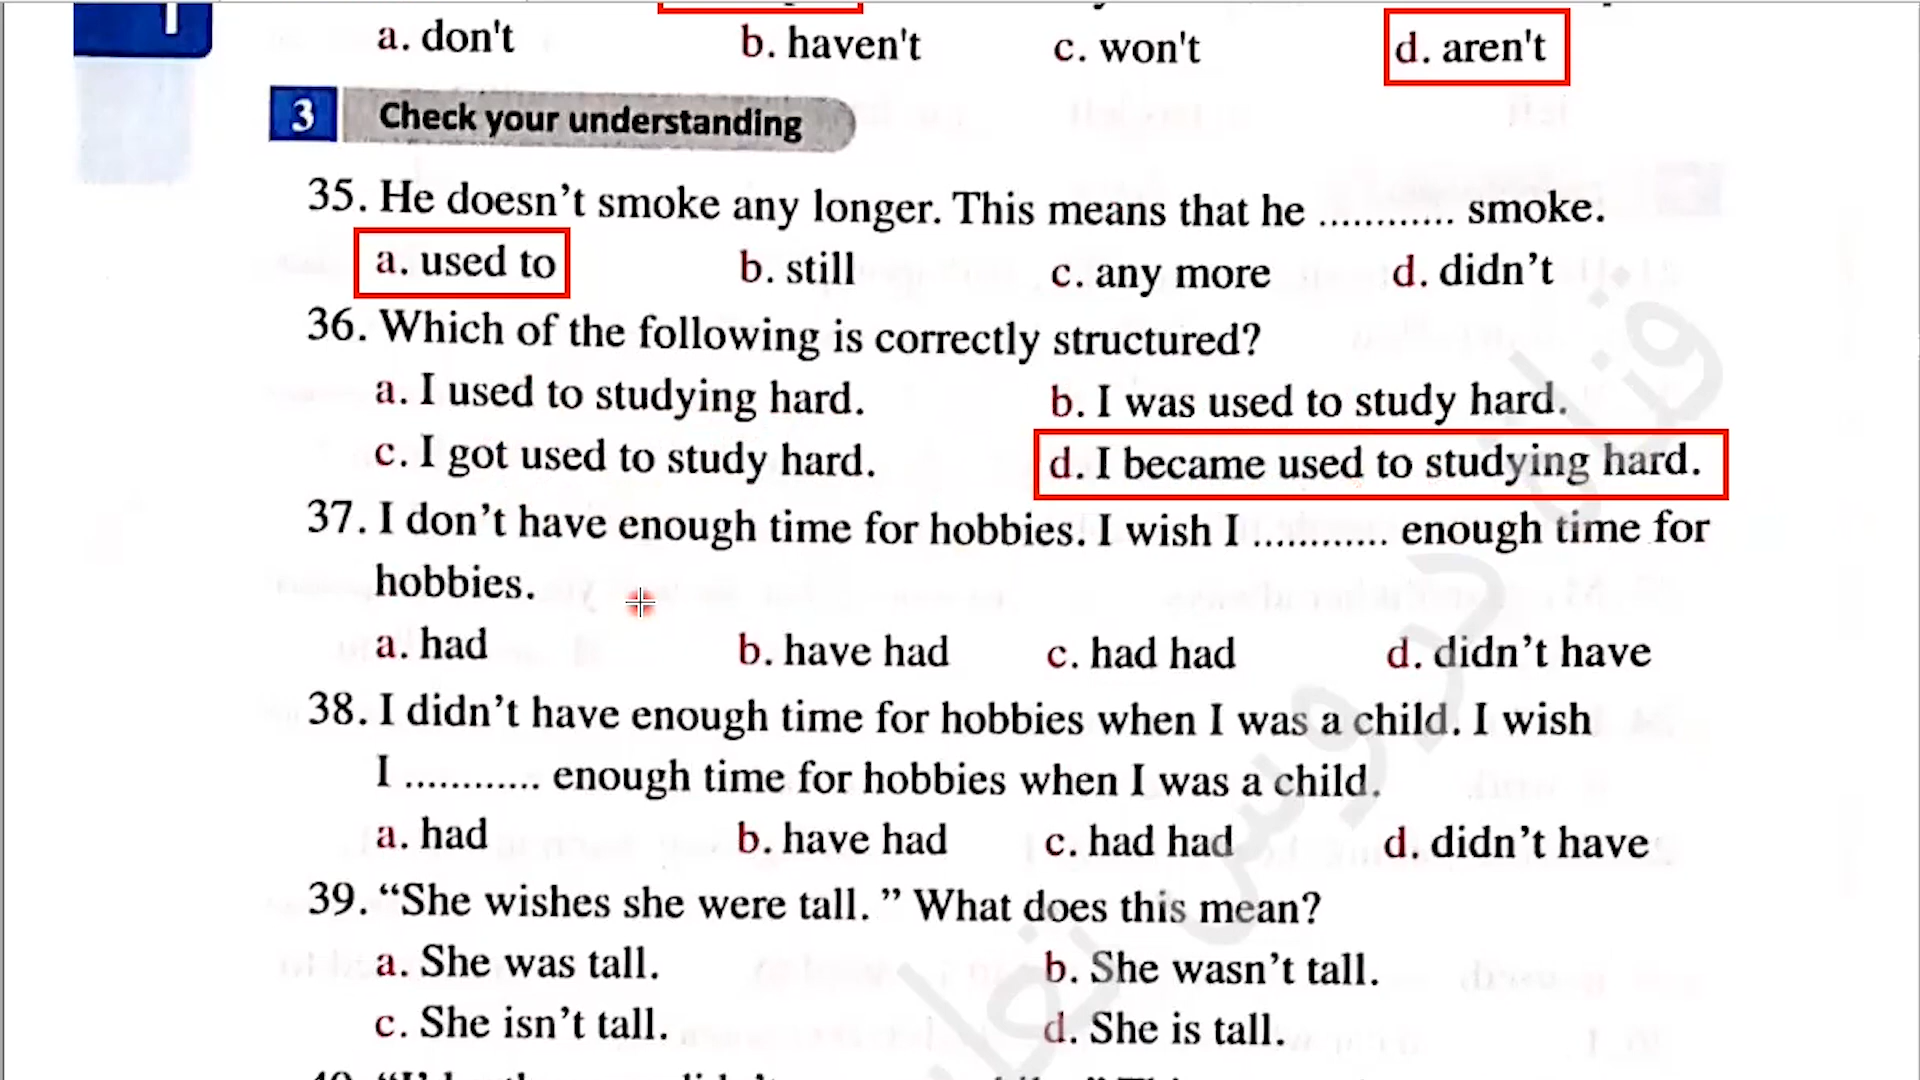 a. don't b. haven't c. won't d. aren't
3 Check your understanding
35. He doesn’t smoke any longer. This means that he ............ smoke.
a. used to b. still c. any more d. didn’t
36. Which of the following is correctly structured?
a. I used to studying hard. b. I was used to study hard.
c. I got used to study hard. d. I became used to studying hard.
37. I don’t have enough time for hobbies. I wish I ............ enough time for
hobbies.
a. had b. have had c. had had d. didn’t have
38. I didn’t have enough time for hobbies when I was a child. I wish
I ............ enough time for hobbies when I was a child.
a. had b. have had c. had had d. didn’t have
39. “She wishes she were tall. ” What does this mean?
a. She was tall. b. She wasn’t tall.
c. She isn’t tall. d. She is tall.